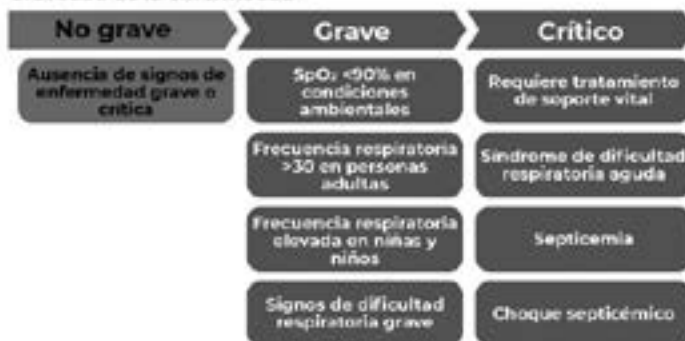 No grave
Grave
Crítico
Ausencia de signos de
enfermedad grave o
crítica
SpO₂ <90% en
condiciones
ambientales
Requiere tratamiento
de soporte vital
Frecuencia respiratoria
>30 en personas
adultas
Síndrome de dificultad
respiratoria aguda
Frecuencia respiratoria
elevada en niñas y
niños
Septicemia
Signos de dificultad
respiratoria grave
Choque septicémico